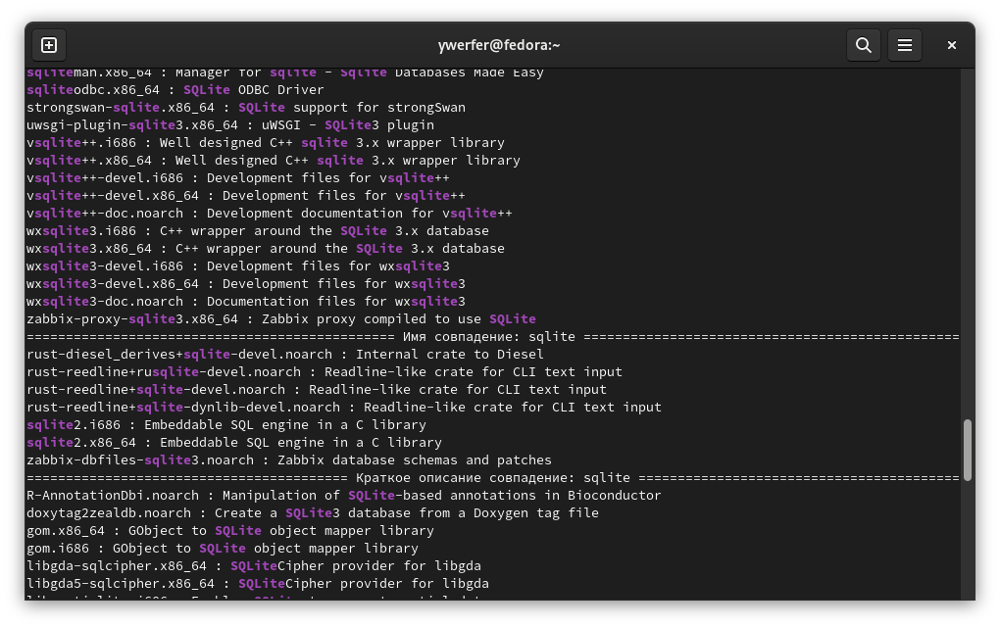 ywerfer@fedora:~
sqliteman.x86_64 : Manager for sqlite - Sqlite Databases Made Easy
sqliteodbc.x86_64 : SQLite ODBC Driver
strongswan-sqlite.x86_64 : SQLite support for strongSwan
uwsgi-plugin-sqlite3.x86_64 : uWSGI - SQLite3 plugin
vsqlite++.i686 : Well designed C++ sqlite 3.x wrapper library
vsqlite++.x86_64 : Well designed C++ sqlite 3.x wrapper library
vsqlite++-devel.i686 : Development files for vsqlite++
vsqlite++-devel.x86_64 : Development files for vsqlite++
vsqlite++-doc.noarch : Development documentation for vsqlite++
wxsqlite3.i686 : C++ wrapper around the SQLite 3.x database
wxsqlite3.x86_64 : C++ wrapper around the SQLite 3.x database
wxsqlite3-devel.i686 : Development files for wxsqlite3
wxsqlite3-devel.x86_64 : Development files for wxsqlite3
wxsqlite3-doc.noarch : Documentation files for wxsqlite3
zabbix-proxy-sqlite3.x86_64 : Zabbix proxy compiled to use SQLite
=============================================== Имя совпадение: sqlite ================================================
rust-diesel_derives+sqlite-devel.noarch : Internal crate to Diesel
rust-reedline+rusqlite-devel.noarch : Readline-like crate for CLI text input
rust-reedline+sqlite-devel.noarch : Readline-like crate for CLI text input
rust-reedline+sqlite-dynlib-devel.noarch : Readline-like crate for CLI text input
sqlite2.i686 : Embeddable SQL engine in a C library
sqlite2.x86_64 : Embeddable SQL engine in a C library
zabbix-dbfiles-sqlite3.noarch : Zabbix database schemas and patches
========================================= Краткое описание совпадение: sqlite =========================================
R-AnnotationDbi.noarch : Manipulation of SQLite-based annotations in Bioconductor
doxytag2zealdb.noarch : Create a SQLite3 database from a Doxygen tag file
gom.x86_64 : GObject to SQLite object mapper library
gom.i686 : GObject to SQLite object mapper library
libgda-sqlcipher.x86_64 : SQLiteCipher provider for libgda
libgda5-sqlcipher.x86_64 : SQLiteCipher provider for libgda